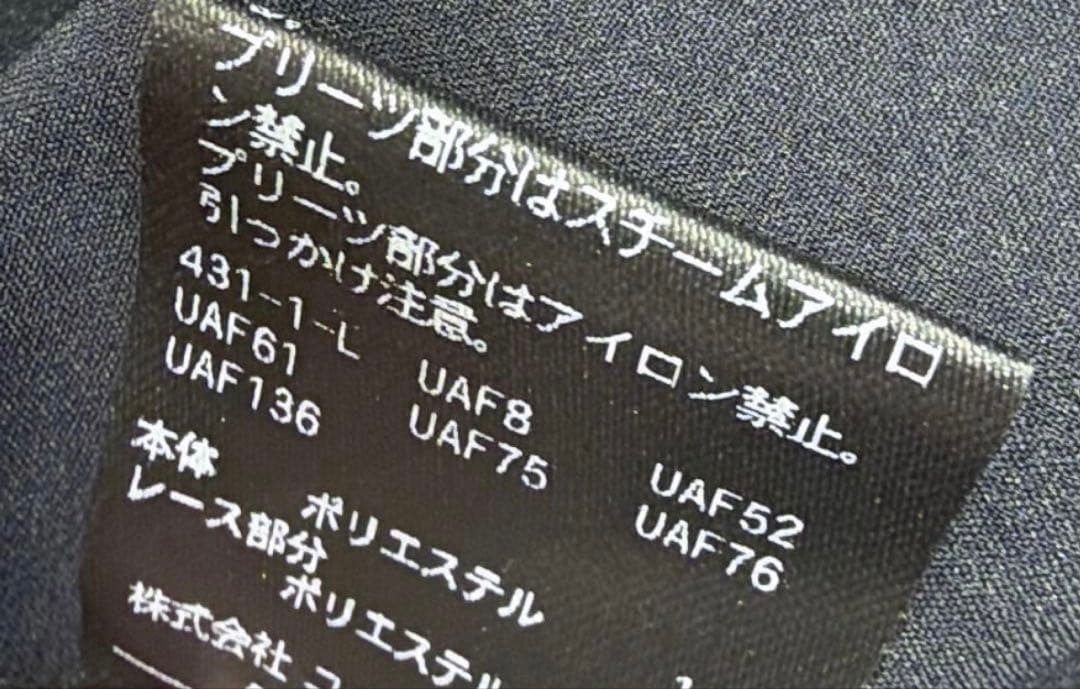 プリーツ部分はスチームアイロ
ン禁止。
プリーツ部分はアイロン禁止。
引つかけ注意。
431-1-L UAF8 UAF52
UAF61 UAF75 UAF76
UAF136
本体
ポリエステル
レース部分
ポリエステル
株式会社